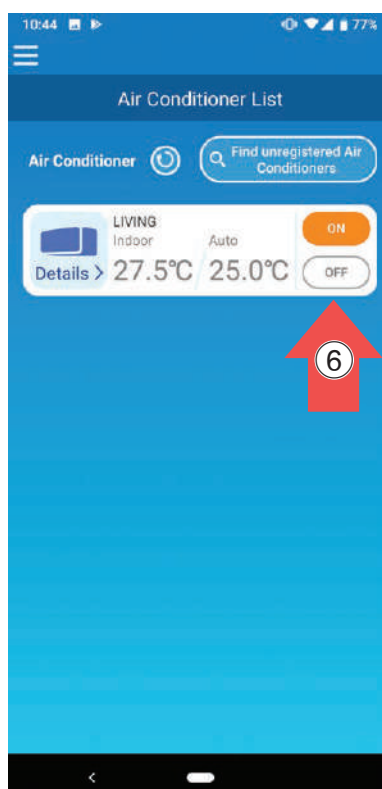 10:44 77%
Air Conditioner List
Air Conditioner
Find unregistered Air
Conditioners
LIVING
Indoor Auto
ON
Details > 27.5℃ 25.0℃
OFF
6